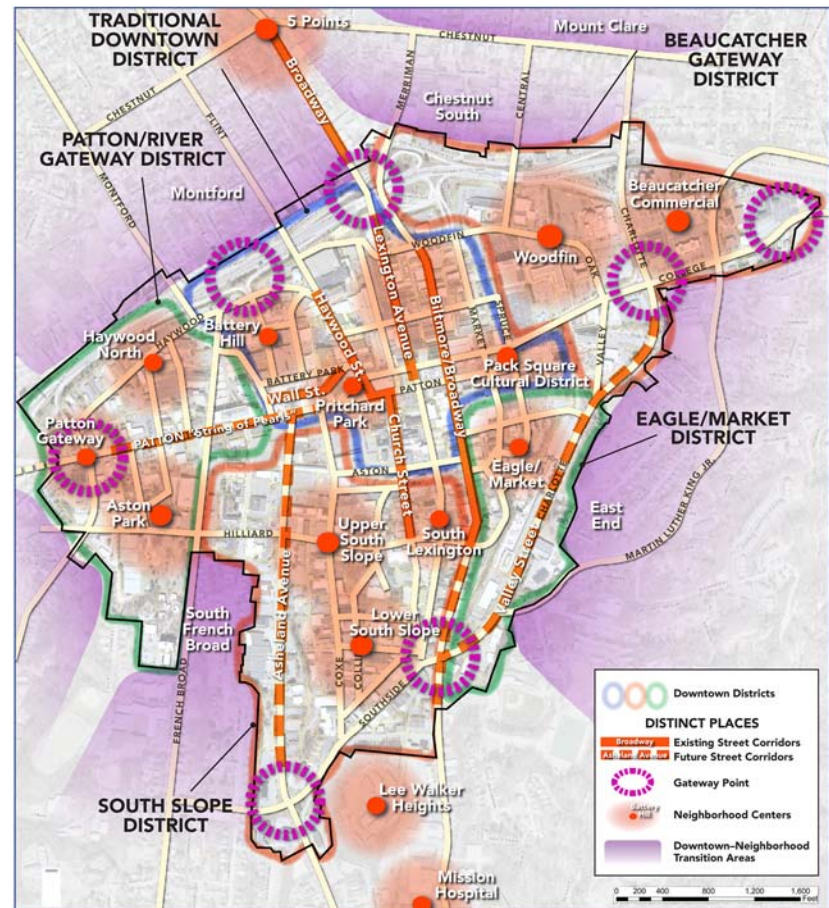 TRADITIONAL
DOWNTOWN
DISTRICT
5 Points
CHESTNUT
Mount Clare
BEAUCATCHER
GATEWAY
DISTRICT
Broadway
MERRIMAN
CENTRAL
CHESTNUT
FLINT
Chestnut
South
PATTON/RIVER
GATEWAY DISTRICT
MONTFORD
Montford
Beaucatcher
Commercial
CHARLOTTE
WOODFIN
Woodfin
OAK
COLLEGE
Lexington Avenue
Haywood St.
Biltmore/Broadway
MARKET
SPRUCE
VALLEY
Haywood
North
HAYWOOD
Battery
Hill
BATTERY PARK
Wall St.
Pritchard
Park
PATTON
Pack Square
Cultural District
Patton
Gateway
PATTON "String of Pearls"
Church Street
EAGLE/MARKET
DISTRICT
ASTON
Eagle/
Market
CHARLOTTE
Aston
Park
HILLIARD
Upper
South
Slope
South
Lexington
East
End
MARTIN LUTHER KING JR.
Valley Street
Asheland Avenue
South
French
Broad
Lower
South Slope
COXE
SOUTHSIDE
FRENCH BROAD
SOUTH SLOPE
DISTRICT
Lee Walker
Heights
Mission
Hospital
Downtown Districts
DISTINCT PLACES
Broadway
Existing Street Corridors
Asheland Avenue
Future Street Corridors
Gateway Point
Battery
Hill
Neighborhood Centers
Downtown–Neighborhood
Transition Areas
0 200 400 800 1,200 1,600
Feet